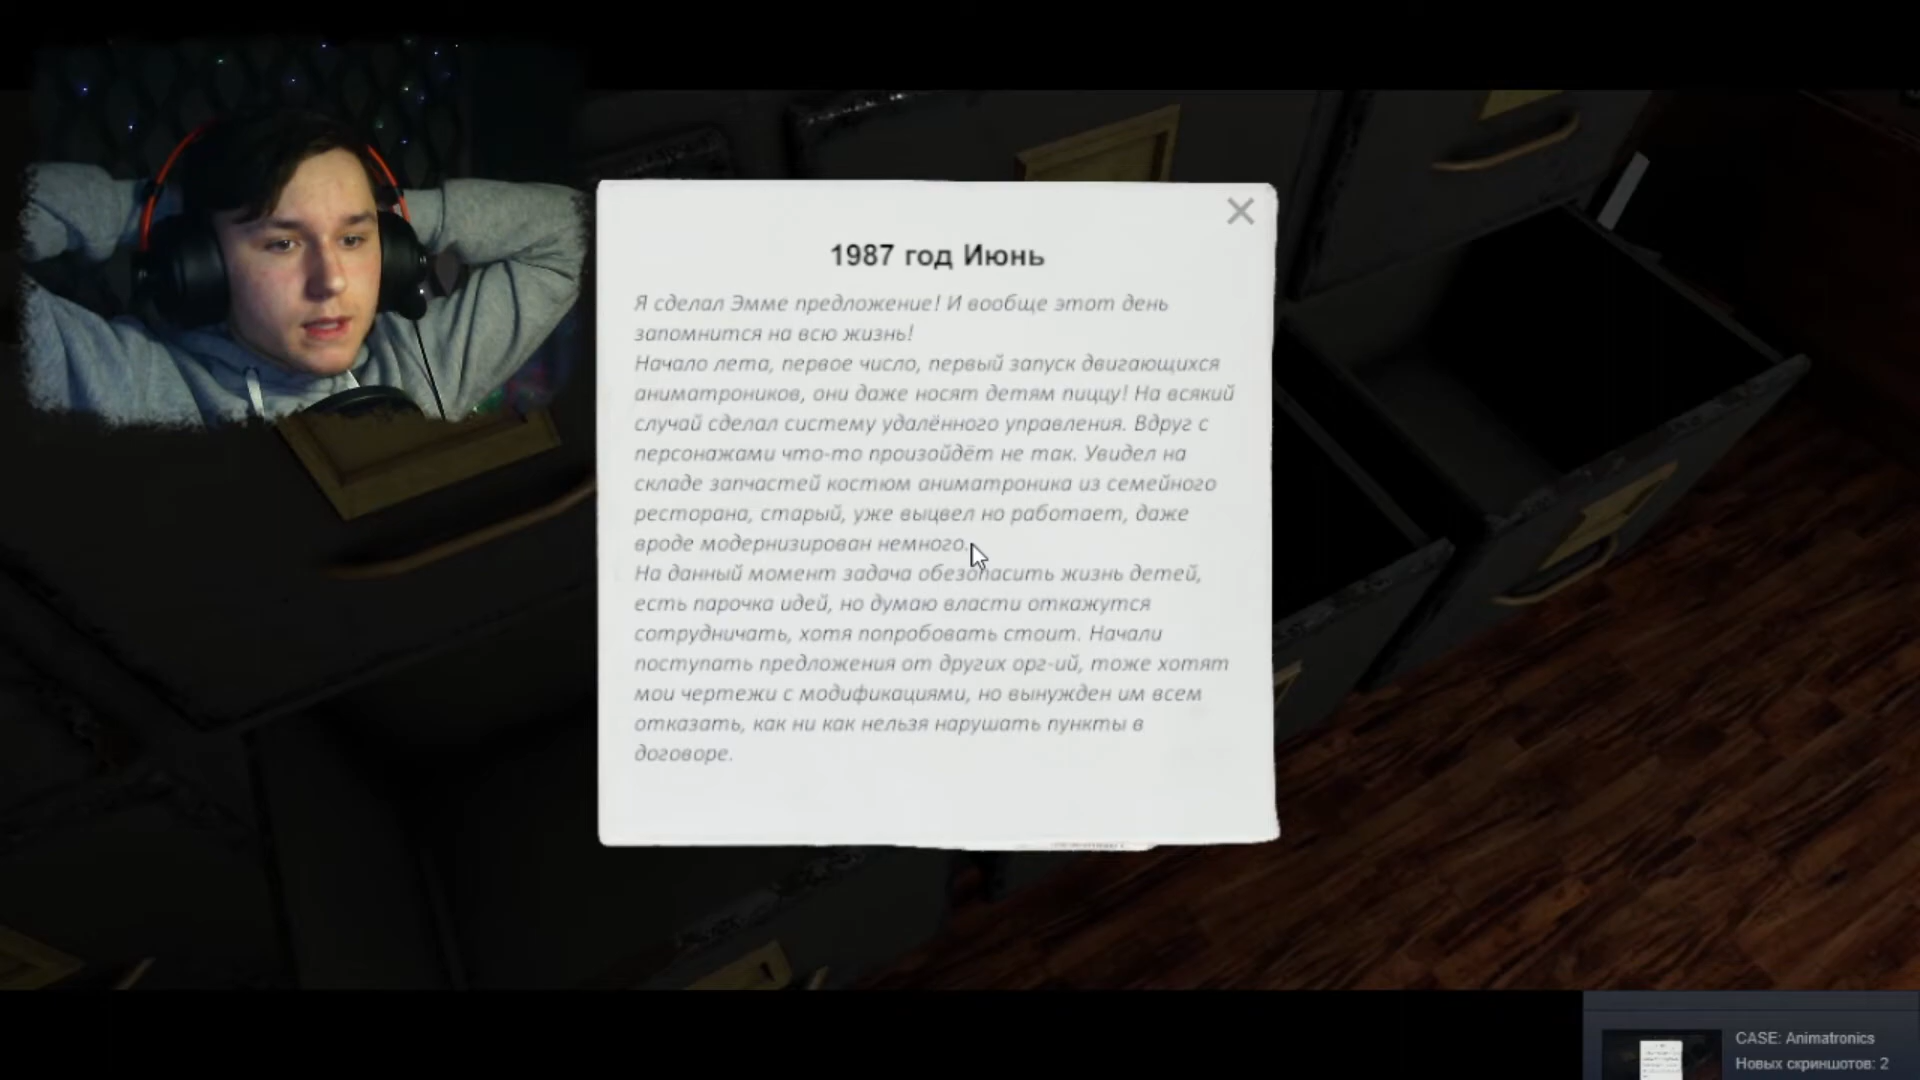 1987 год Июнь
Я сделал Эмме предложение! И вообще этот день
запомнится на всю жизнь!
Начало лета, первое число, первый запуск двигающихся
аниматроников, они даже носят детям пиццу! На всякий
случай сделал систему удалённого управления. Вдруг с
персонажами что-то произойдёт не так. Увидел на
складе запчастей костюм аниматроника из семейного
ресторана, старый, уже выцвел но работает, даже
вроде модернизирован немного.
На данный момент задача обезопасить жизнь детей,
есть парочка идей, но думаю власти откажутся
сотрудничать, хотя попробовать стоит. Начали
поступать предложения от других орг-ий, тоже хотят
мои чертежи с модификациями, но вынужден им всем
отказать, как ни как нельзя нарушать пункты в
договоре.
CASE: Animatronics
Новых скриншотов: 2